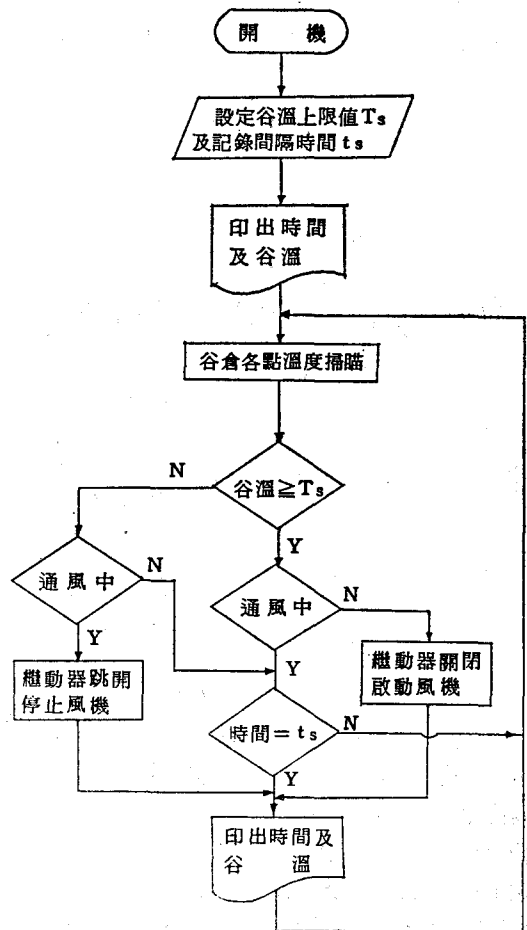 開 機
設定谷溫上限值Ts
及記錄間隔時間ts
印出時間
及谷溫
谷倉各點溫度掃瞄
N
谷溫≧Ts
Y
通風中
N
通風中
N
Y
Y
繼動器跳開
停止風機
繼動器關閉
啟動風機
時間=ts
N
Y
印出時間及
谷 溫